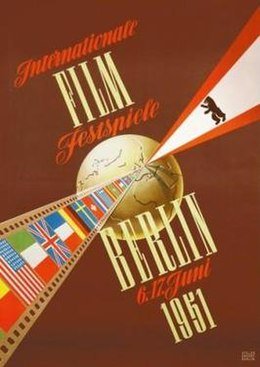 Internationale
FILM
Festspiele
BERLIN
6.-17. Juni
1951